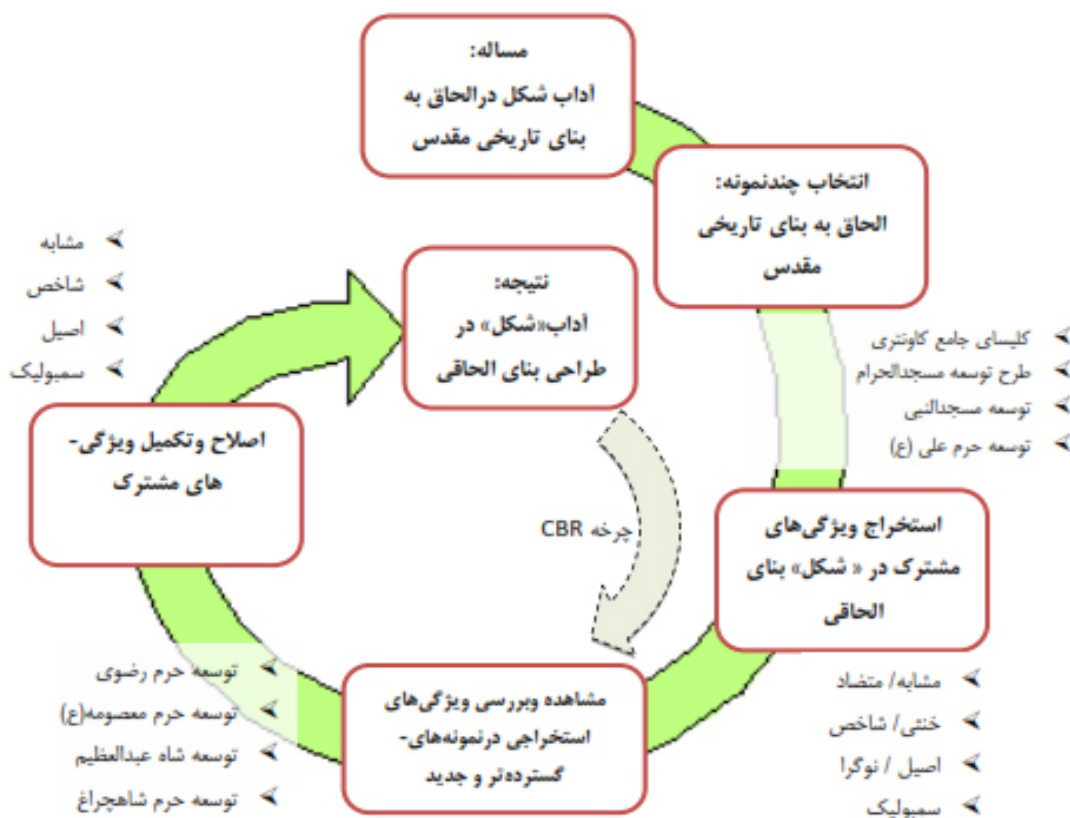 مساله:
آداب شکل درالحاق به
بنای تاریخی مقدس
انتخاب چندنمونه:
الحاق به بنای تاریخی
مقدس
کلیسای جامع کاونتری
طرح توسعه مسجدالحرام
توسعه مسجدالنبی
توسعه حرم علی (ع)
استخراج ویژگی‌های
مشترک در « شکل» بنای
الحاقی
مشابه/ متضاد
خنثی/ شاخص
اصیل / نوگرا
سمبولیک
مشاهده وبررسی ویژگی‌های
استخراجی درنمونه‌های-
گسترده‌تر و جدید
توسعه حرم رضوی
توسعه حرم معصومه(ع)
توسعه شاه عبدالعظیم
توسعه حرم شاهچراغ
اصلاح وتکمیل ویژگی-
های مشترک
مشابه
شاخص
اصیل
سمبولیک
نتیجه:
آداب«شکل» در
طراحی بنای الحاقی
چرخه CBR